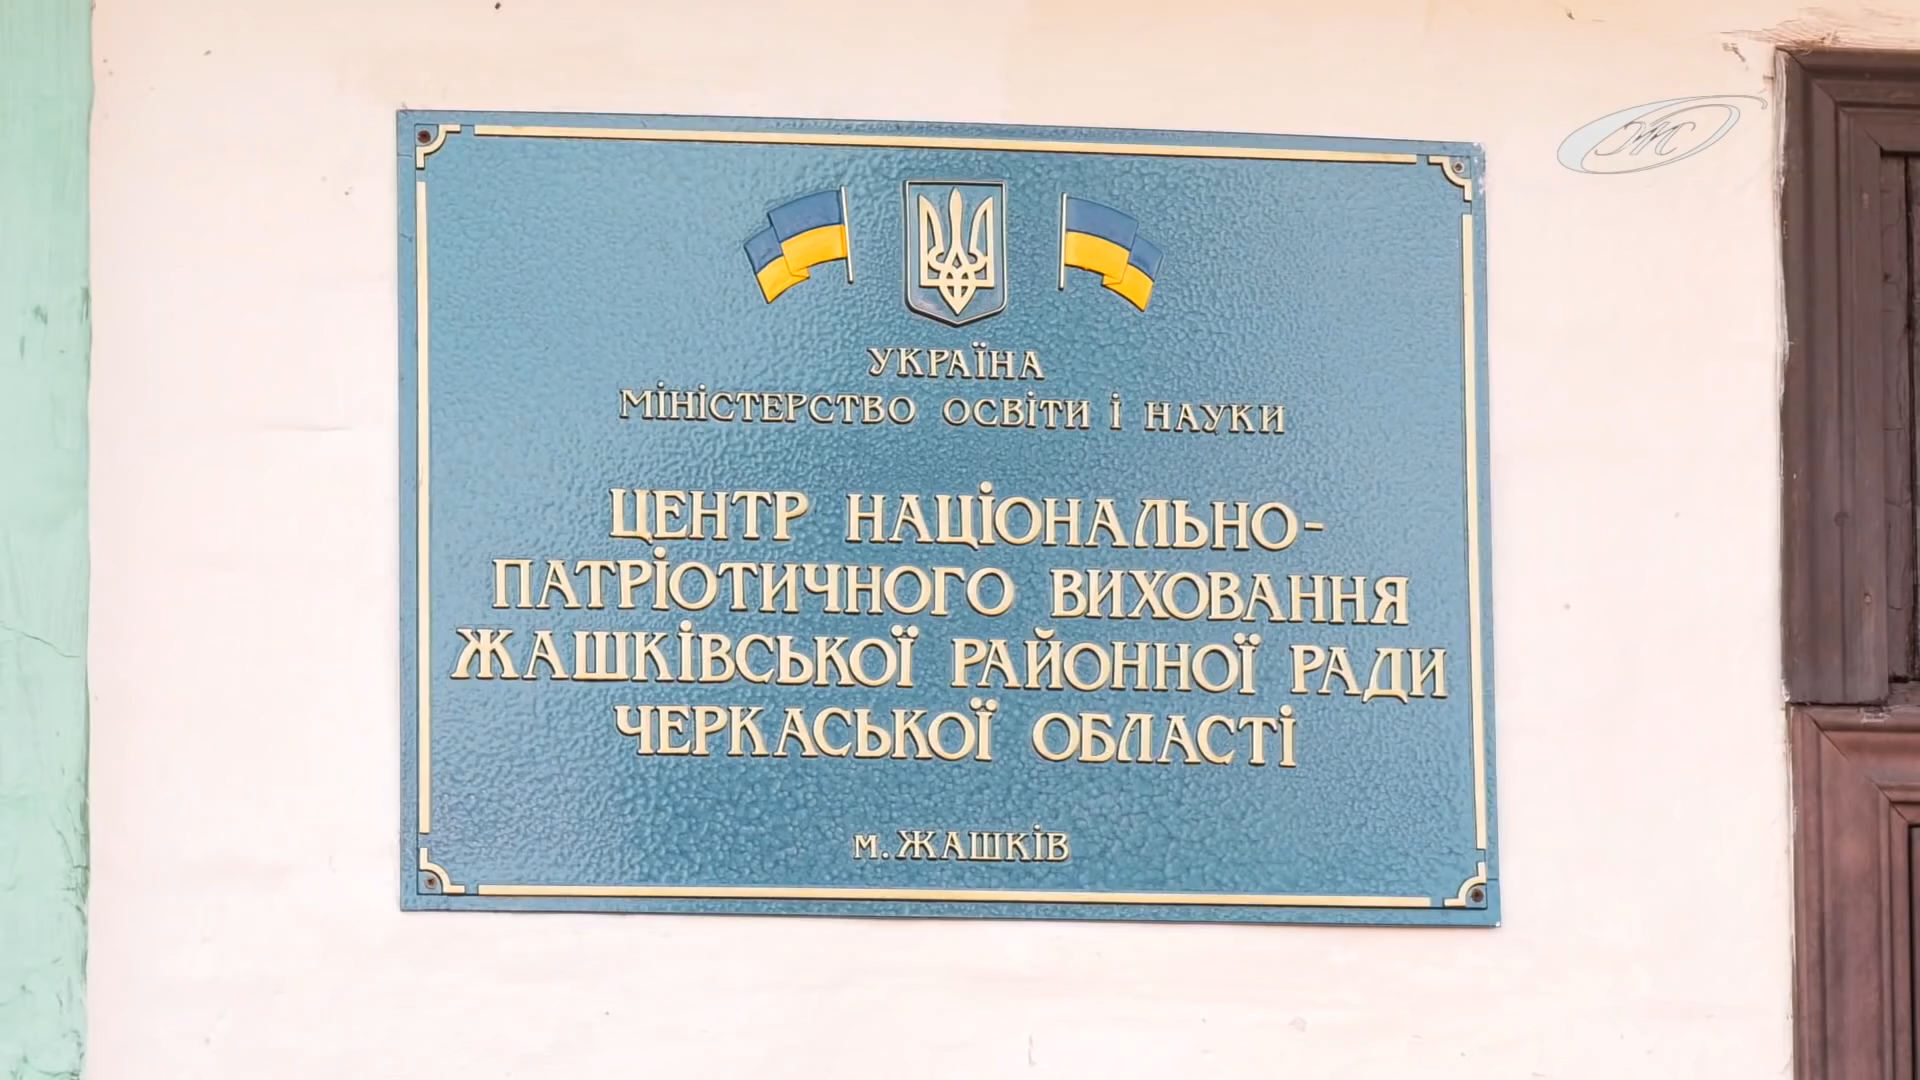 УКРАЇНА
МІНІСТЕРСТВО ОСВІТИ І НАУКИ
ЦЕНТР НАЦІОНАЛЬНО-
ПАТРІОТИЧНОГО ВИХОВАННЯ
ЖАШКІВСЬКОЇ РАЙОННОЇ РАДИ
ЧЕРКАСЬКОЇ ОБЛАСТІ
м. ЖАШКІВ